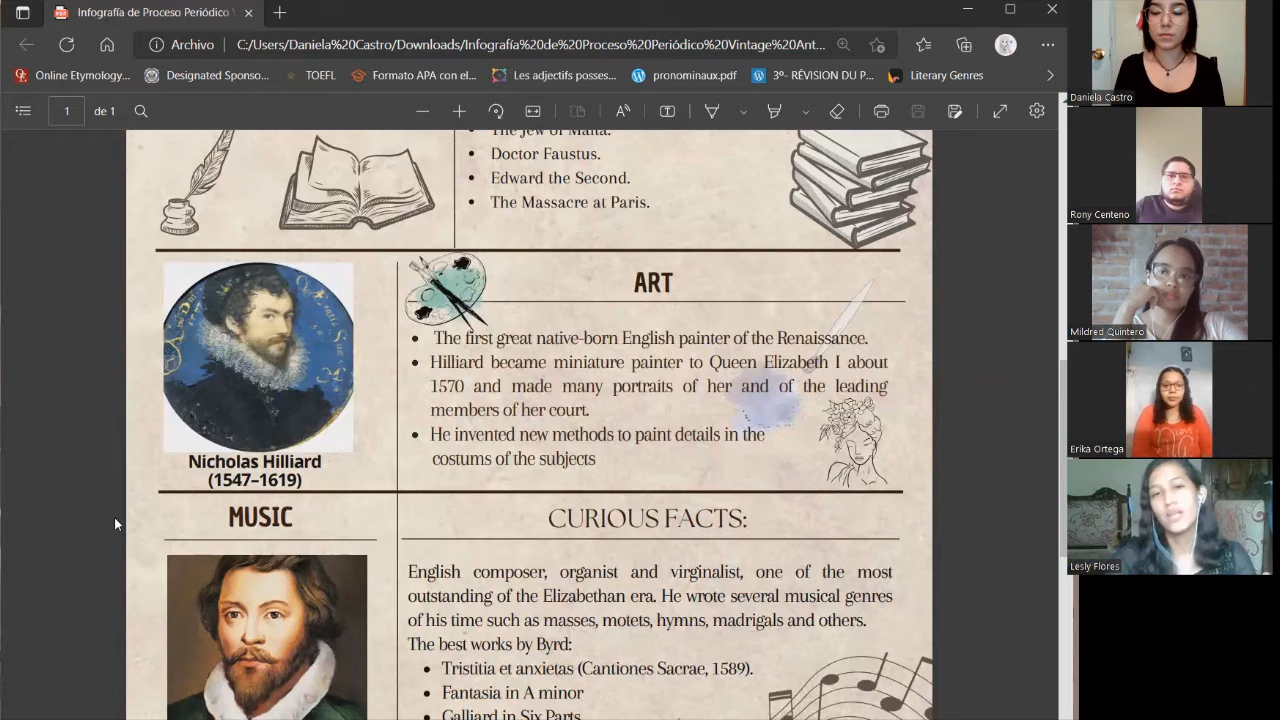 Infografía de Proceso Periódico V
Archivo
C:/Users/Daniela%20Castro/Downloads/Infografía%20de%20Proceso%20Periódico%20Vintage%20Ant...
Online Etymology...
Designated Sponso...
TOEFL
Formato APA con el...
Les adjectifs posses...
pronominaux.pdf
3º- RÉVISION DU P...
Literary Genres
1
de 1
The Jew of Malta.
Doctor Faustus.
Edward the Second.
The Massacre at Paris.
ART
The first great native-born English painter of the Renaissance.
Hilliard became miniature painter to Queen Elizabeth I about
1570 and made many portraits of her and of the leading
members of her court.
He invented new methods to paint details in the
costums of the subjects
Nicholas Hilliard
(1547–1619)
MUSIC
CURIOUS FACTS:
English composer, organist and virginalist, one of the most
outstanding of the Elizabethan era. He wrote several musical genres
of his time such as masses, motets, hymns, madrigals and others.
The best works by Byrd:
Tristitia et anxietas (Cantiones Sacrae, 1589).
Fantasia in A minor
Galliard in Six Parts
Daniela Castro
Rony Centeno
Mildred Quintero
Erika Ortega
Lesly Flores